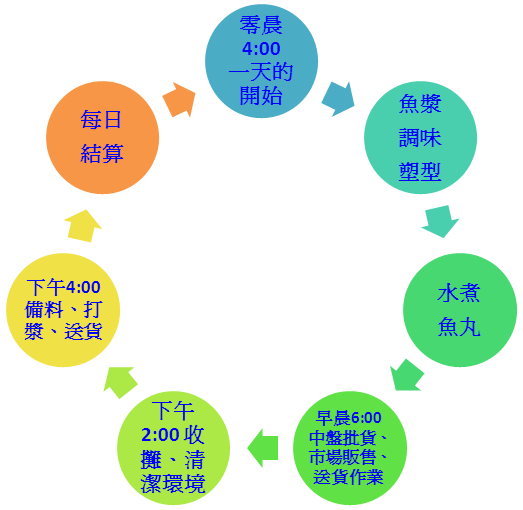 零晨
4:00
一天的
開始
魚漿
調味
塑型
水煮
魚丸
早晨6:00
中盤批貨、
市場販售、
送貨作業
下午
2:00 收
攤、清
潔環境
下午4:00
備料、打
漿、送貨
每日
結算